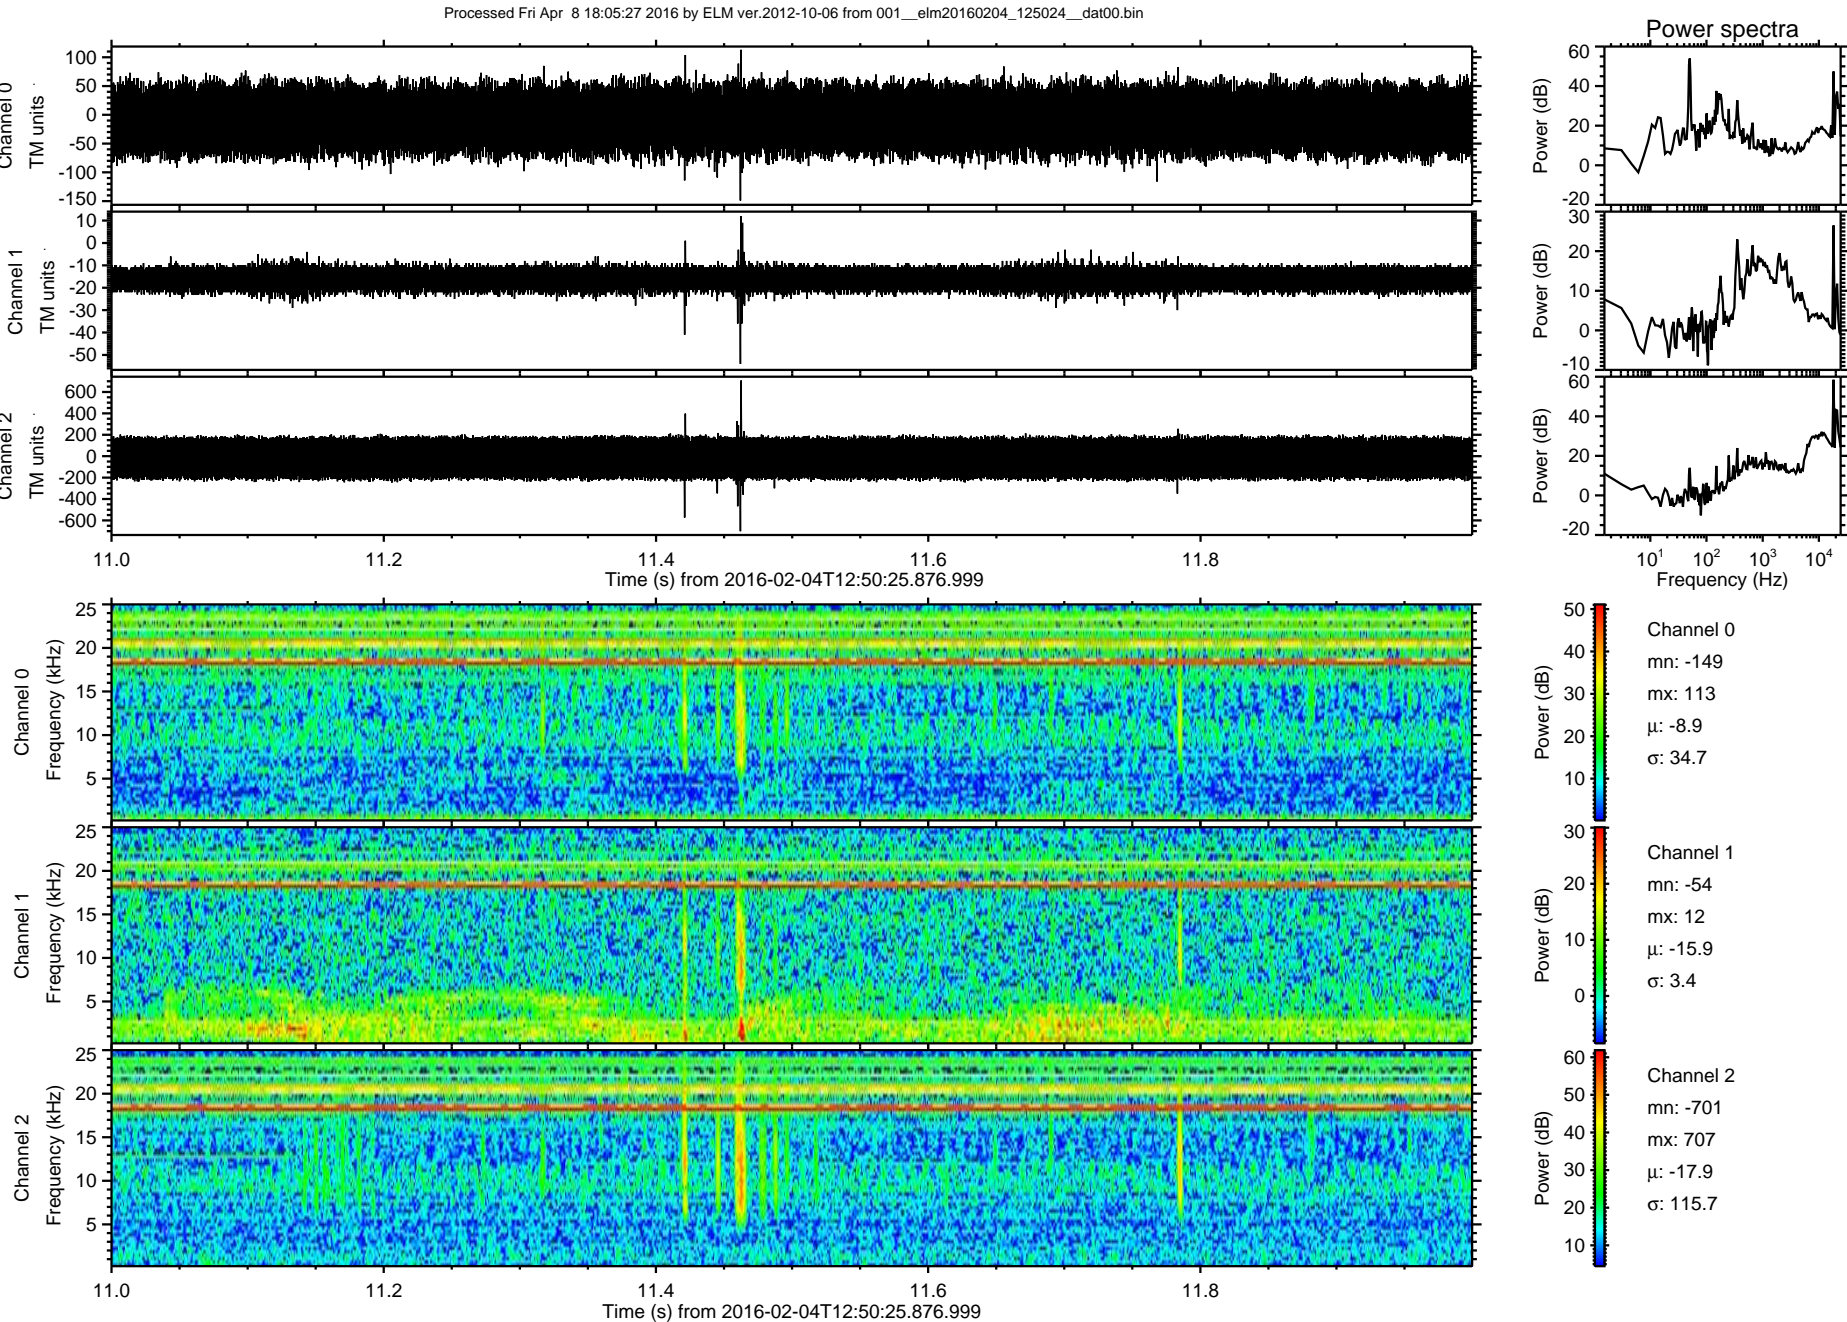 Processed Fri Apr  8 18:05:27 2016 by ELM ver.2012-10-06 from 001__elm20160204_125024__dat00.bin
Power spectra
Channel 0
TM units
100
50
0
-50
-100
-150
Power (dB)
60
40
20
0
-20
Channel 1
TM units
10
0
-10
-20
-30
-40
-50
Power (dB)
30
20
10
0
-10
Channel 2
TM units
600
400
200
0
-200
-400
-600
Power (dB)
60
40
20
0
-20
11.0 11.2 11.4 11.6 11.8
Time (s) from 2016-02-04T12:50:25.876.999
10^1 10^2 10^3 10^4
Frequency (Hz)
Channel 0
Frequency (kHz)
25
20
15
10
5
Power (dB)
50
40
30
20
10
Channel 0
mn: -149
mx: 113
μ: -8.9
σ: 34.7
Channel 1
Frequency (kHz)
25
20
15
10
5
Power (dB)
30
20
10
0
Channel 1
mn: -54
mx: 12
μ: -15.9
σ: 3.4
Channel 2
Frequency (kHz)
25
20
15
10
5
Power (dB)
60
50
40
30
20
10
Channel 2
mn: -701
mx: 707
μ: -17.9
σ: 115.7
11.0 11.2 11.4 11.6 11.8
Time (s) from 2016-02-04T12:50:25.876.999